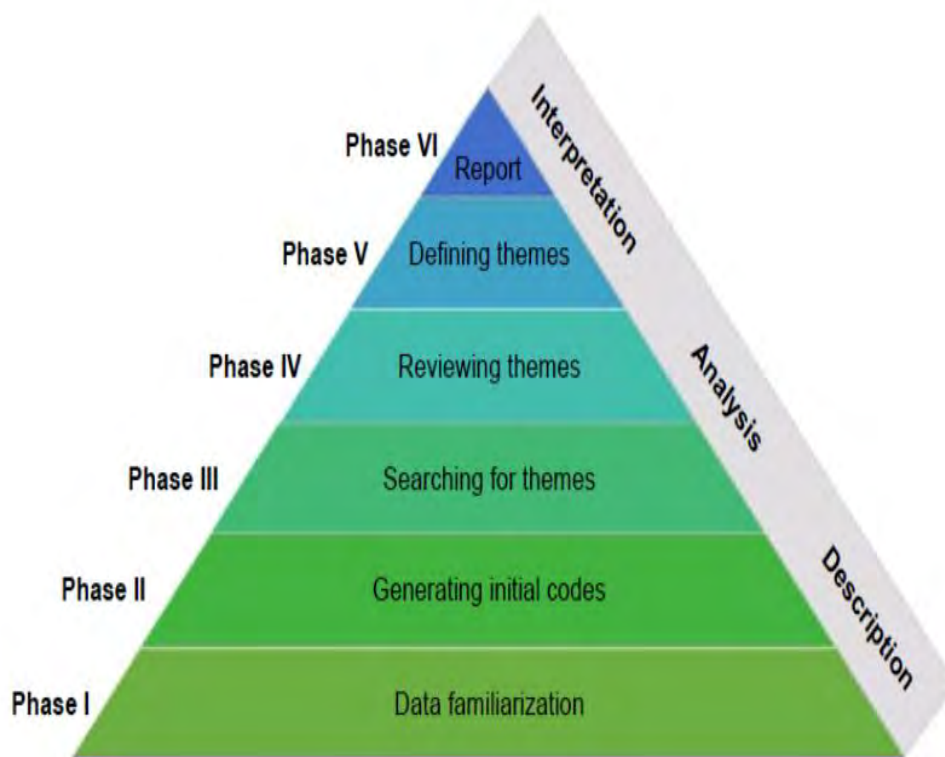 Phase VI
Report
Phase V
Defining themes
Phase IV
Reviewing themes
Phase III
Searching for themes
Phase II
Generating initial codes
Phase I
Data familiarization
Interpretation
Analysis
Description